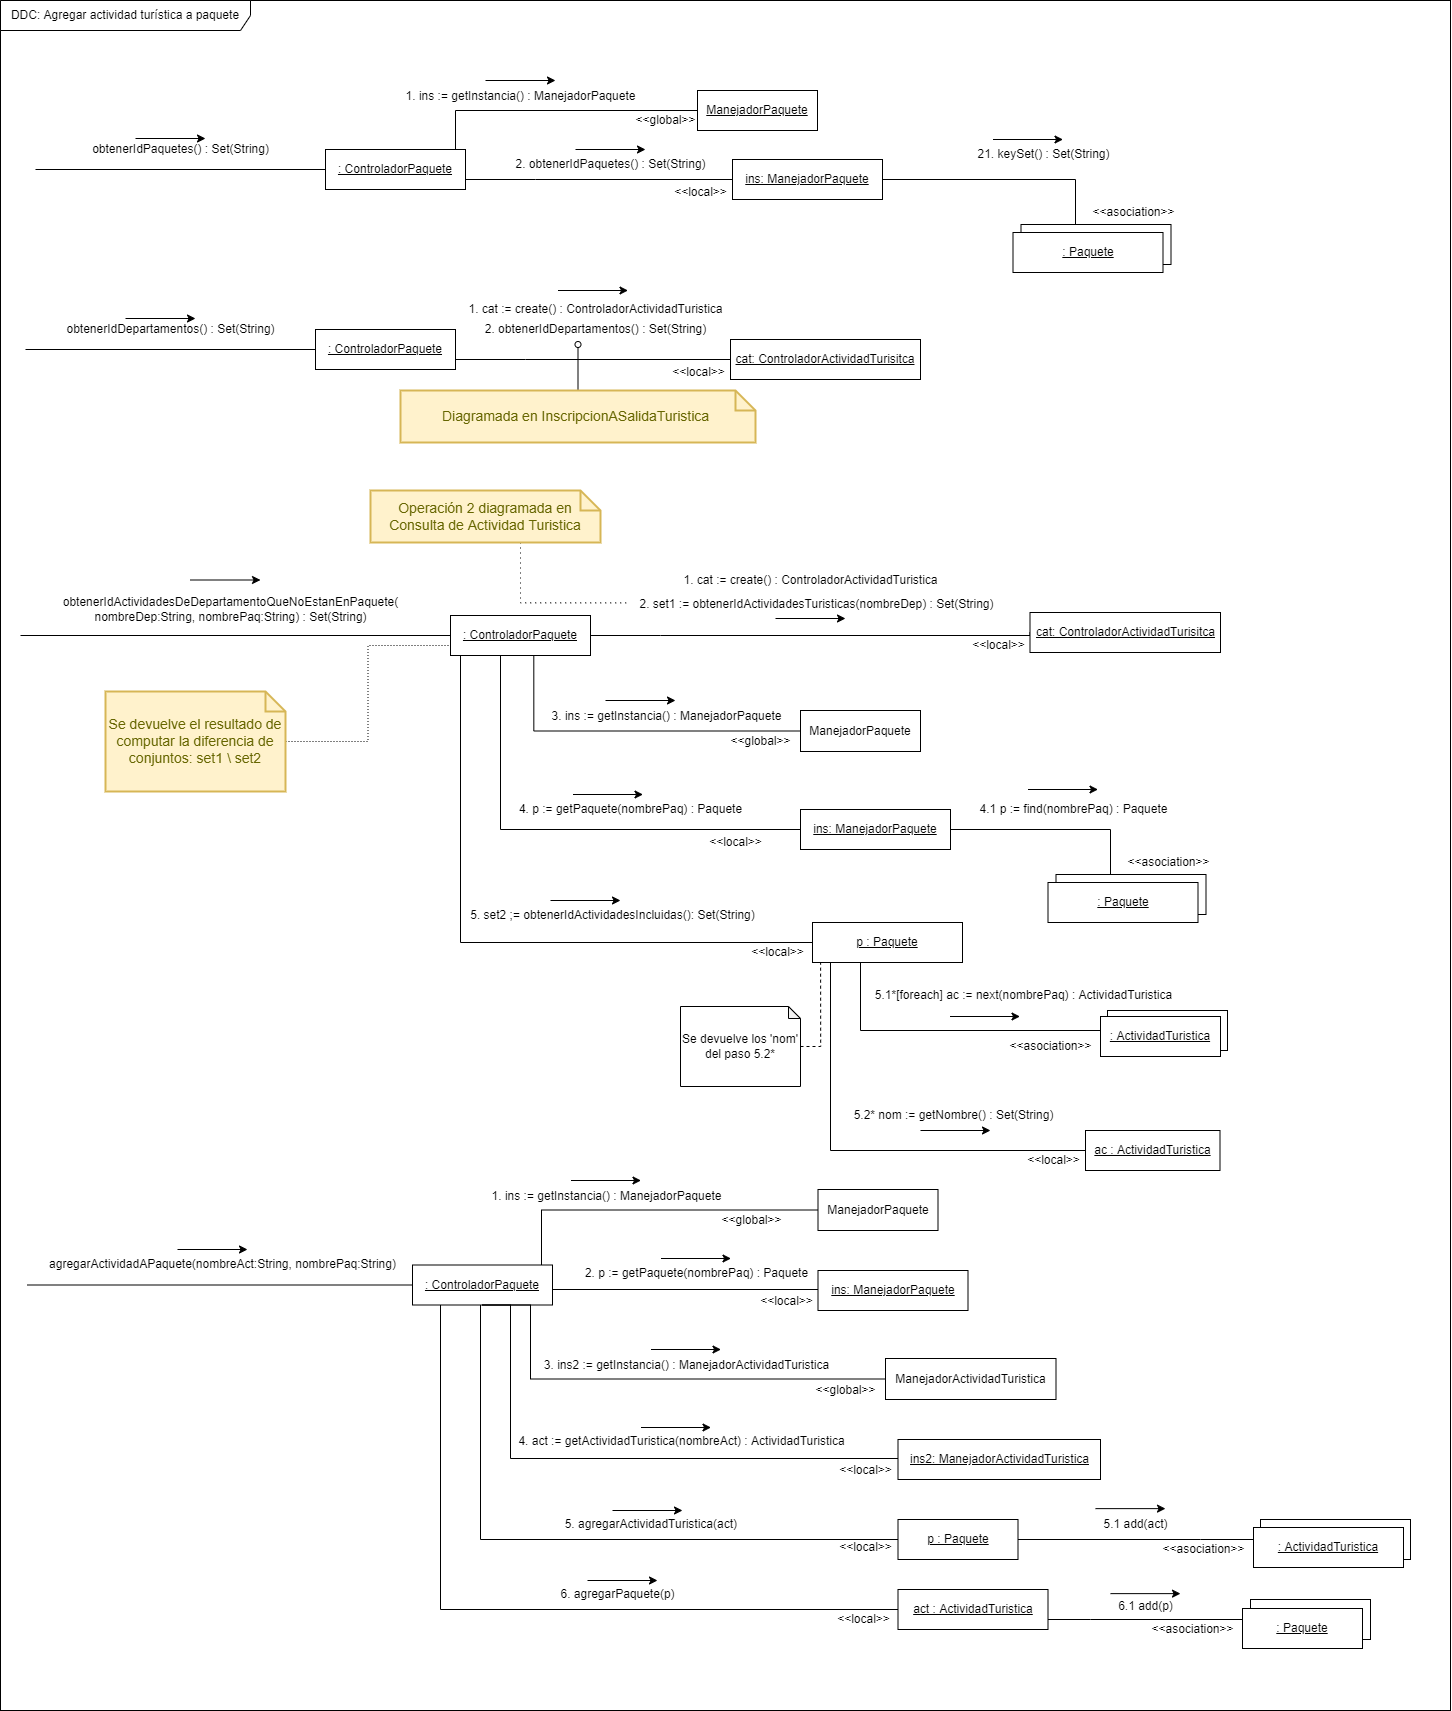 DDC: Agregar actividad turística a paquete
1. ins := getInstancia() : ManejadorPaquete
ManejadorPaquete
<<global>>
obtenerIdPaquetes() : Set(String)
: ControladorPaquete
2. obtenerIdPaquetes() : Set(String)
<<local>>
ins: ManejadorPaquete
21. keySet() : Set(String)
<<asociation>>
: Paquete
obtenerIdDepartamentos() : Set(String)
: ControladorPaquete
1. cat := create() : ControladorActividadTuristica
2. obtenerIdDepartamentos() : Set(String)
<<local>>
cat: ControladorActividadTurisitca
Diagramada en InscripcionASalidaTuristica
Operación 2 diagramada en
Consulta de Actividad Turistica
obtenerIdActividadesDeDepartamentoQueNoEstanEnPaquete(
nombreDep:String, nombrePaq:String) : Set(String)
: ControladorPaquete
1. cat := create() : ControladorActividadTuristica
2. set1 := obtenerIdActividadesTuristicas(nombreDep) : Set(String)
<<local>>
cat: ControladorActividadTurisitca
Se devuelve el resultado de
computar la diferencia de
conjuntos: set1 \ set2
3. ins := getInstancia() : ManejadorPaquete
<<global>>
ManejadorPaquete
4. p := getPaquete(nombrePaq) : Paquete
<<local>>
ins: ManejadorPaquete
4.1 p := find(nombrePaq) : Paquete
<<asociation>>
: Paquete
5. set2 ;= obtenerIdActividadesIncluidas(): Set(String)
<<local>>
p : Paquete
5.1*[foreach] ac := next(nombrePaq) : ActividadTuristica
<<asociation>>
: ActividadTuristica
Se devuelve los 'nom'
del paso 5.2*
5.2* nom := getNombre() : Set(String)
<<local>>
ac : ActividadTuristica
1. ins := getInstancia() : ManejadorPaquete
<<global>>
ManejadorPaquete
agregarActividadAPaquete(nombreAct:String, nombrePaq:String)
: ControladorPaquete
2. p := getPaquete(nombrePaq) : Paquete
<<local>>
ins: ManejadorPaquete
3. ins2 := getInstancia() : ManejadorActividadTuristica
<<global>>
ManejadorActividadTuristica
4. act := getActividadTuristica(nombreAct) : ActividadTuristica
<<local>>
ins2: ManejadorActividadTuristica
5. agregarActividadTuristica(act)
<<local>>
p : Paquete
5.1 add(act)
<<asociation>>
: ActividadTuristica
6. agregarPaquete(p)
<<local>>
act : ActividadTuristica
6.1 add(p)
<<asociation>>
: Paquete